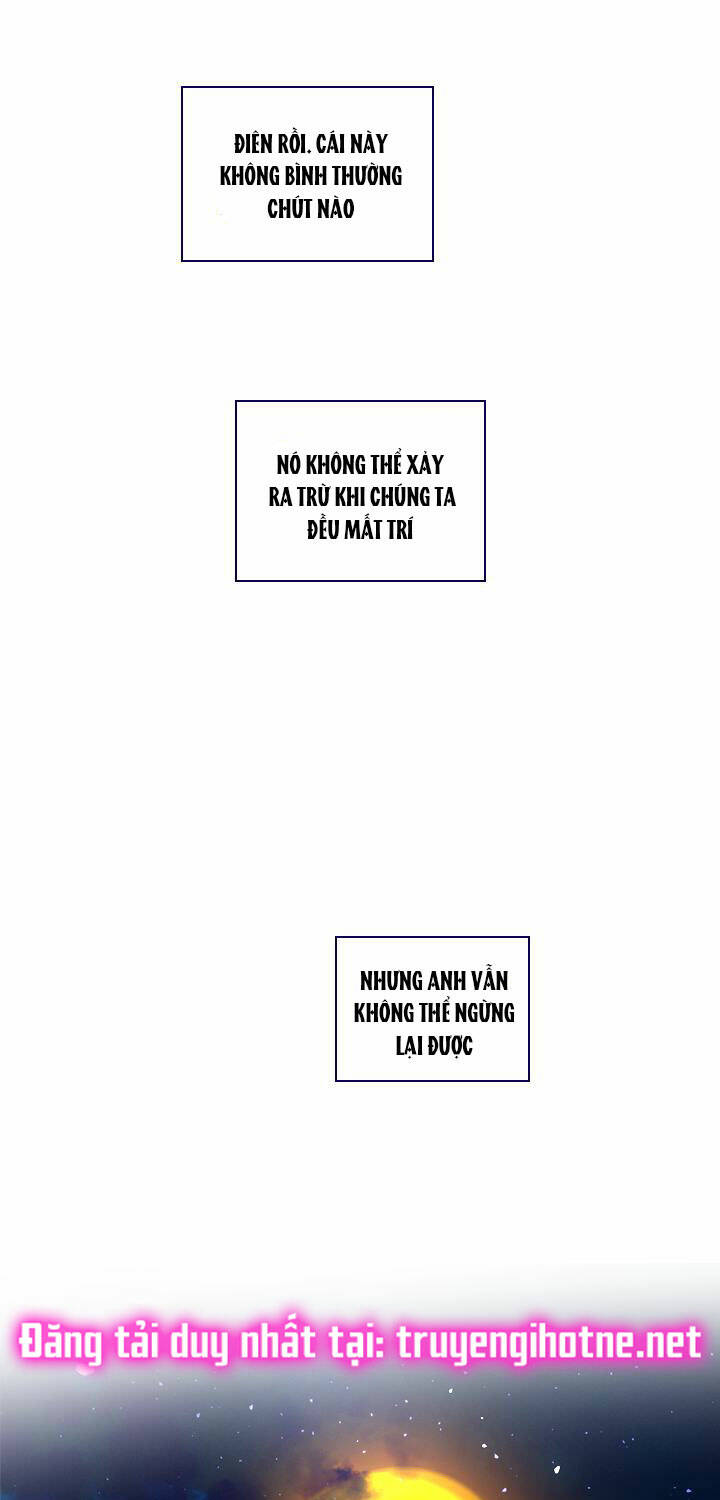 ĐIÊN RỒI. CÁI NÀY
KHÔNG BÌNH THƯỜNG
CHÚT NÀO
NÓ KHÔNG THỂ XẢY
RA TRỪ KHI CHÚNG TA
ĐỀU MẤT TRÍ
NHƯNG ANH VẪN
KHÔNG THỂ NGỪNG
LẠI ĐƯỢC
Đăng tải duy nhất tại: truyengihotne.net